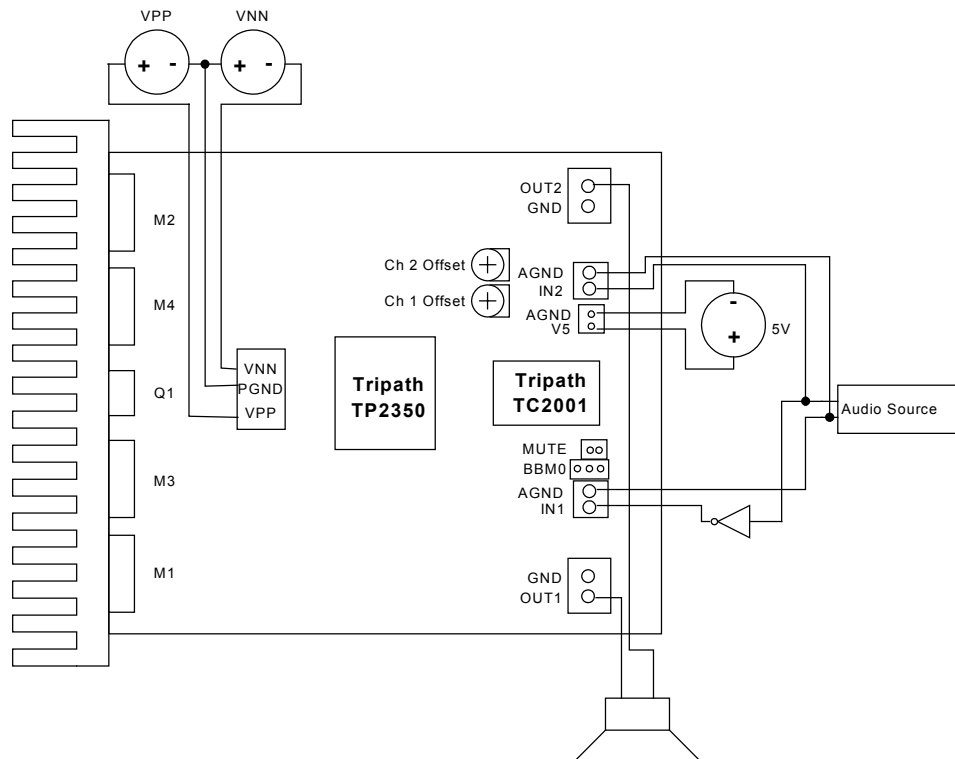 VPP
VNN
+ -
+ -
M2
M4
Q1
M3
M1
VNN
PGND
VPP
Tripath
TP2350
Tripath
TC2001
Ch 2 Offset
Ch 1 Offset
OUT2
GND
AGND
IN2
AGND
V5
-
+
5V
Audio Source
MUTE
BBM0
AGND
IN1
GND
OUT1